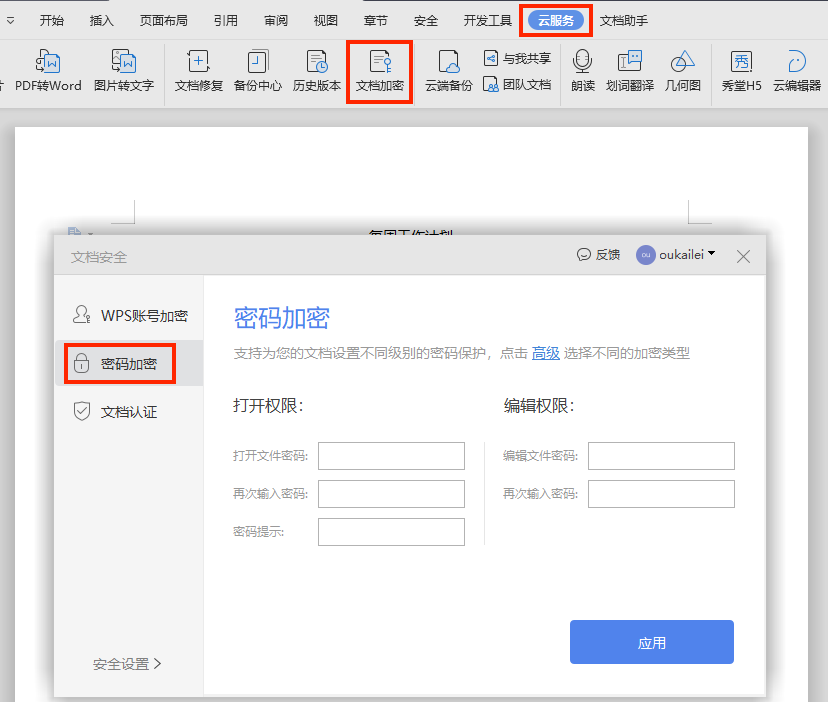 开始 插入 页面布局 引用 审阅 视图 章节 安全 开发工具 云服务 文档助手
与我共享
PDF转Word 图片转文字 文档修复 备份中心 历史版本 文档加密 云端备份 团队文档 朗读 划词翻译 几何图 秀堂H5 云编辑器
秀
每周工作计划
文档安全 反馈 ou oukailei
WPS账号加密
密码加密
文档认证
安全设置
密码加密
支持为您的文档设置不同级别的密码保护，点击 高级 选择不同的加密类型
打开权限： 编辑权限：
打开文件密码: 编辑文件密码:
再次输入密码: 再次输入密码:
密码提示:
应用